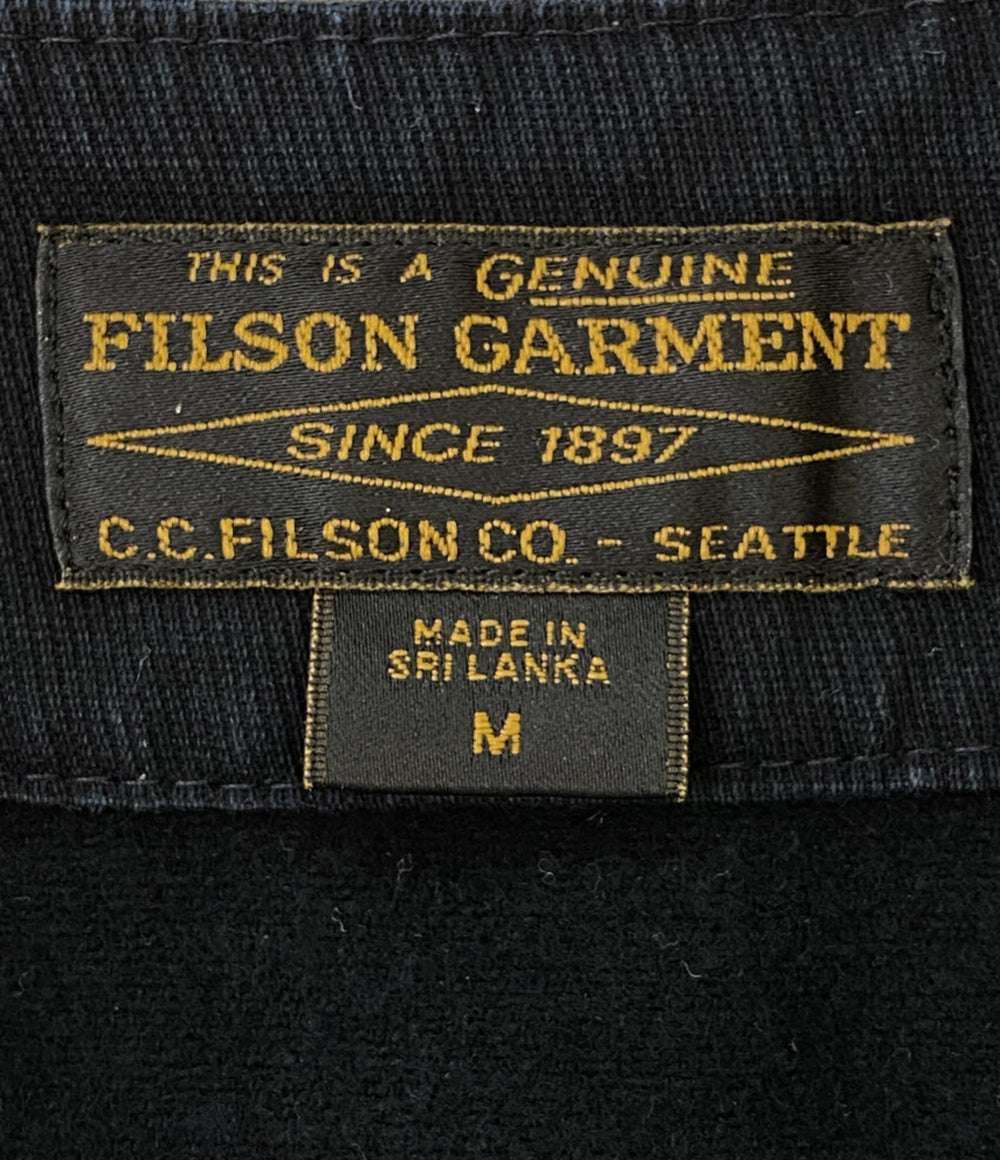 THIS IS A GENUINE
FILSON GARMENT
SINCE 1897
C.C.FILSON CO. - SEATTLE
MADE IN
SRI LANKA
M